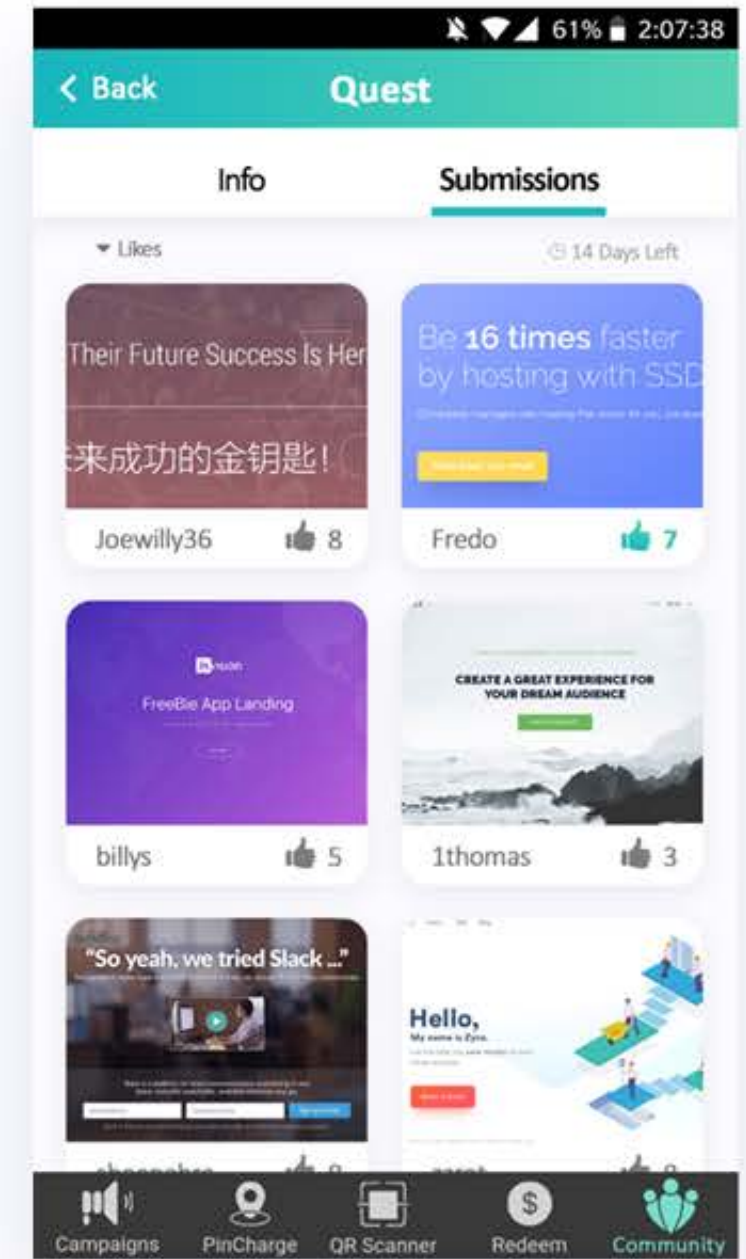 61% 2:07:38
Back Quest
Info Submissions
Likes 14 Days Left
Their Future Success Is Her
来成功的金钥匙!
Joewilly36 8
Be 16 times faster
by hosting with SSD
Fredo 7
FreeBie App Landing
billys 5
CREATE A GREAT EXPERIENCE FOR
YOUR DREAM AUDIENCE
1thomas 3
"So yeah, we tried Slack ..."
Hello,
My name is Zyra.
Campaigns PinCharge QR Scanner Redeem Community